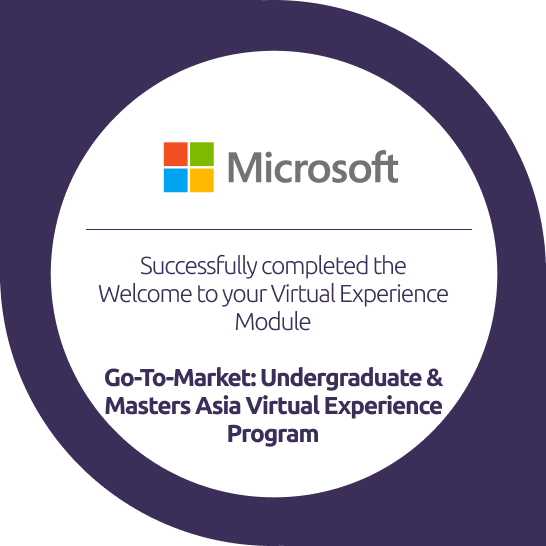 Microsoft
Successfully completed the
Welcome to your Virtual Experience
Module
Go-To-Market: Undergraduate &
Masters Asia Virtual Experience
Program